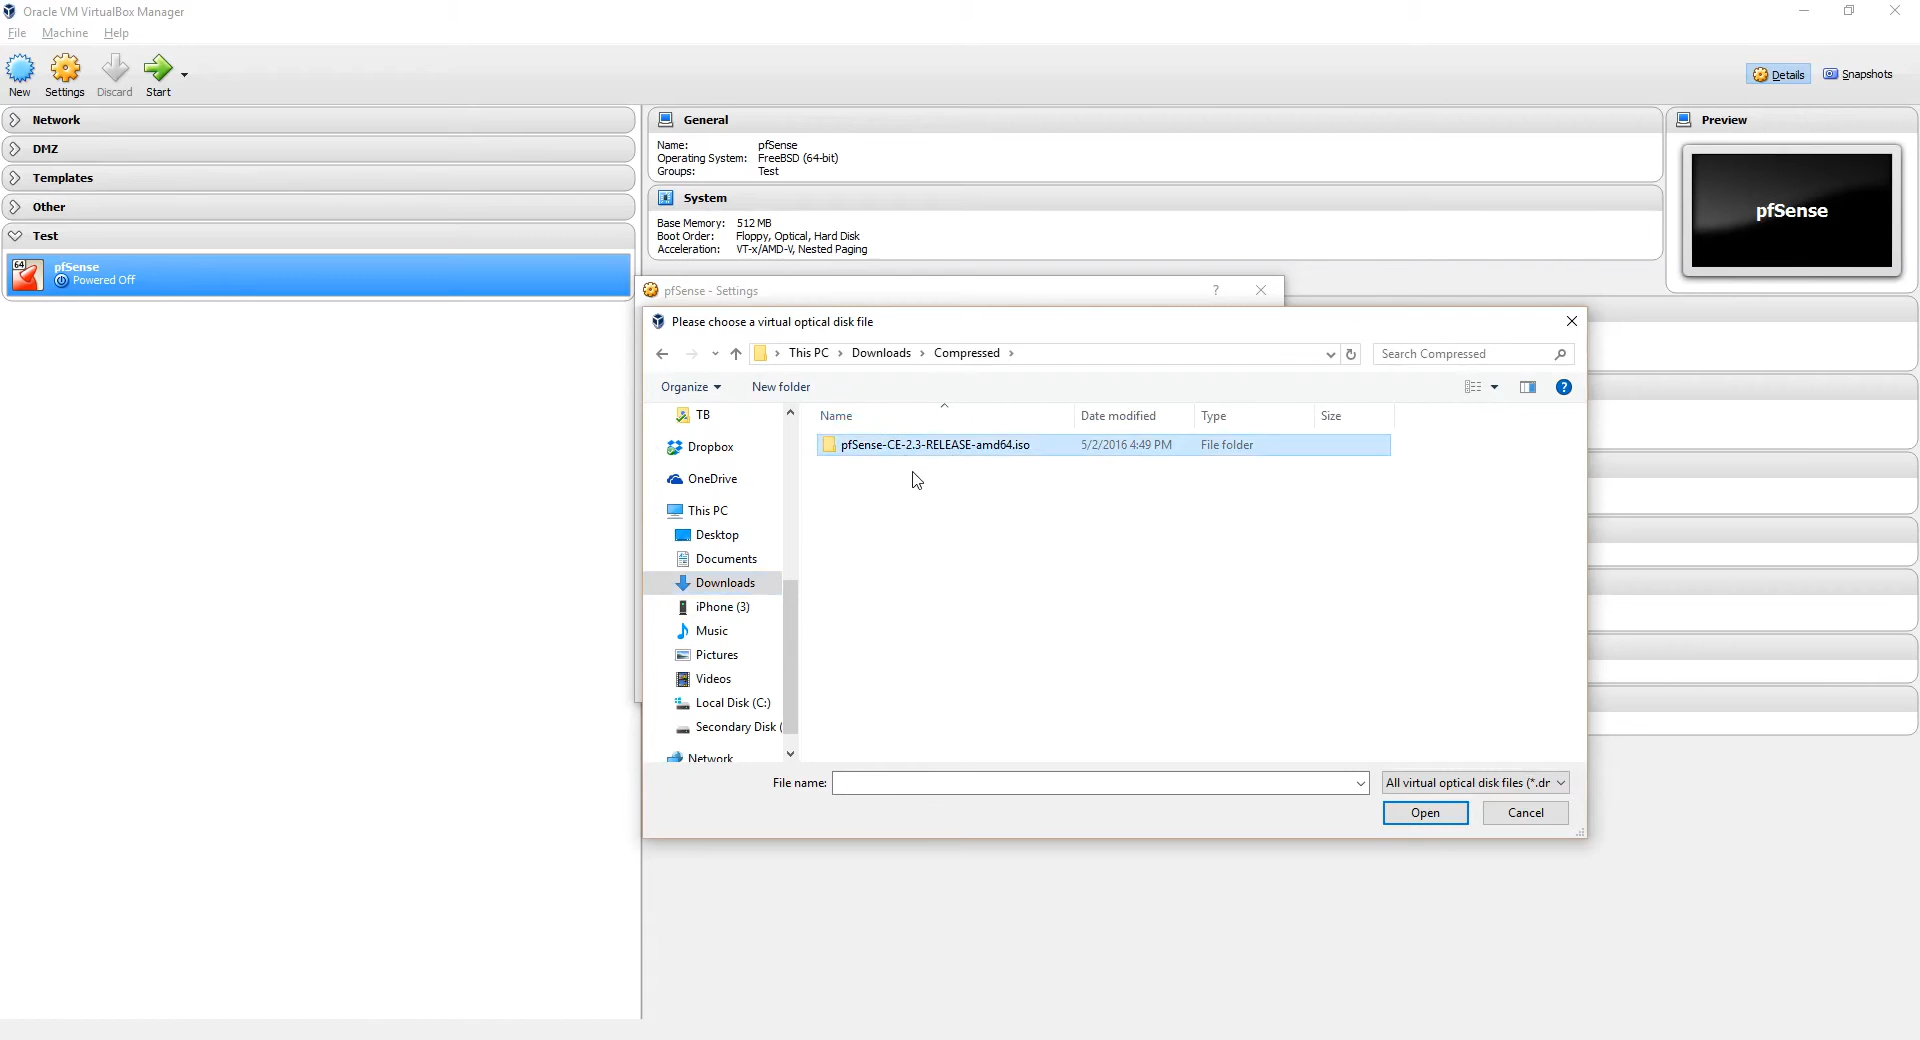 Oracle VM VirtualBox Manager
File Machine Help
New Settings Discard Start
Details Snapshots
Network
DMZ
Templates
Other
Test
64
pfSense
Powered Off
General
Name: pfSense
Operating System: FreeBSD (64-bit)
Groups: Test
System
Base Memory: 512 MB
Boot Order: Floppy, Optical, Hard Disk
Acceleration: VT-x/AMD-V, Nested Paging
Preview
pfSense
pfSense - Settings ?
Please choose a virtual optical disk file
This PC Downloads Compressed
Search Compressed
Organize New folder
?
TB
Dropbox
OneDrive
This PC
Desktop
Documents
Downloads
iPhone (3)
Music
Pictures
Videos
Local Disk (C:)
Secondary Disk (
Network
Name Date modified Type Size
pfSense-CE-2.3-RELEASE-amd64.iso 5/2/2016 4:49 PM File folder
File name:
All virtual optical disk files (*.dr
Open Cancel